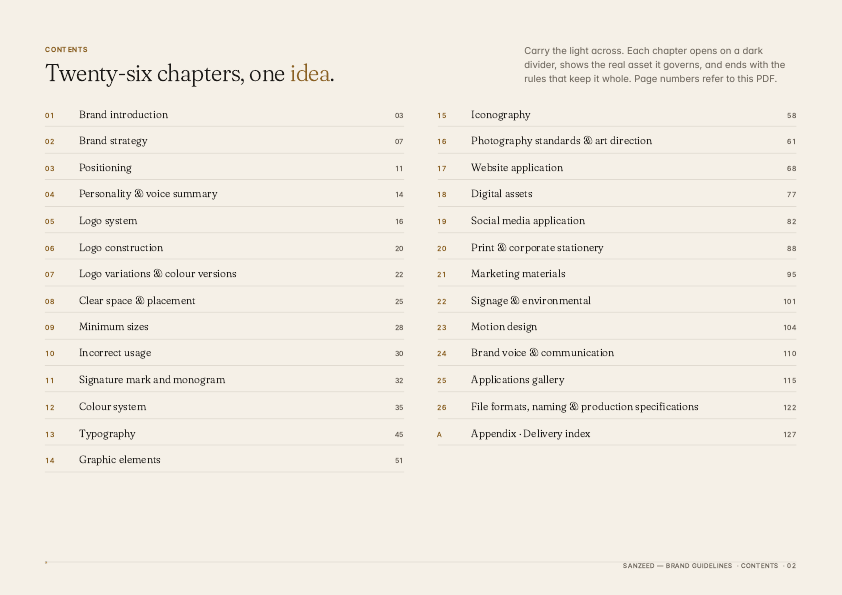 CONTENTS
Twenty-six chapters, one idea.
Carry the light across. Each chapter opens on a dark
divider, shows the real asset it governs, and ends with the
rules that keep it whole. Page numbers refer to this PDF.
01 Brand introduction 03
02 Brand strategy 07
03 Positioning 11
04 Personality & voice summary 14
05 Logo system 16
06 Logo construction 20
07 Logo variations & colour versions 22
08 Clear space & placement 25
09 Minimum sizes 28
10 Incorrect usage 30
11 Signature mark and monogram 32
12 Colour system 35
13 Typography 45
14 Graphic elements 51
15 Iconography 58
16 Photography standards & art direction 61
17 Website application 68
18 Digital assets 77
19 Social media application 82
20 Print & corporate stationery 88
21 Marketing materials 95
22 Signage & environmental 101
23 Motion design 104
24 Brand voice & communication 110
25 Applications gallery 115
26 File formats, naming & production specifications 122
A Appendix · Delivery index 127
SANZEED — BRAND GUIDELINES · CONTENTS · 02